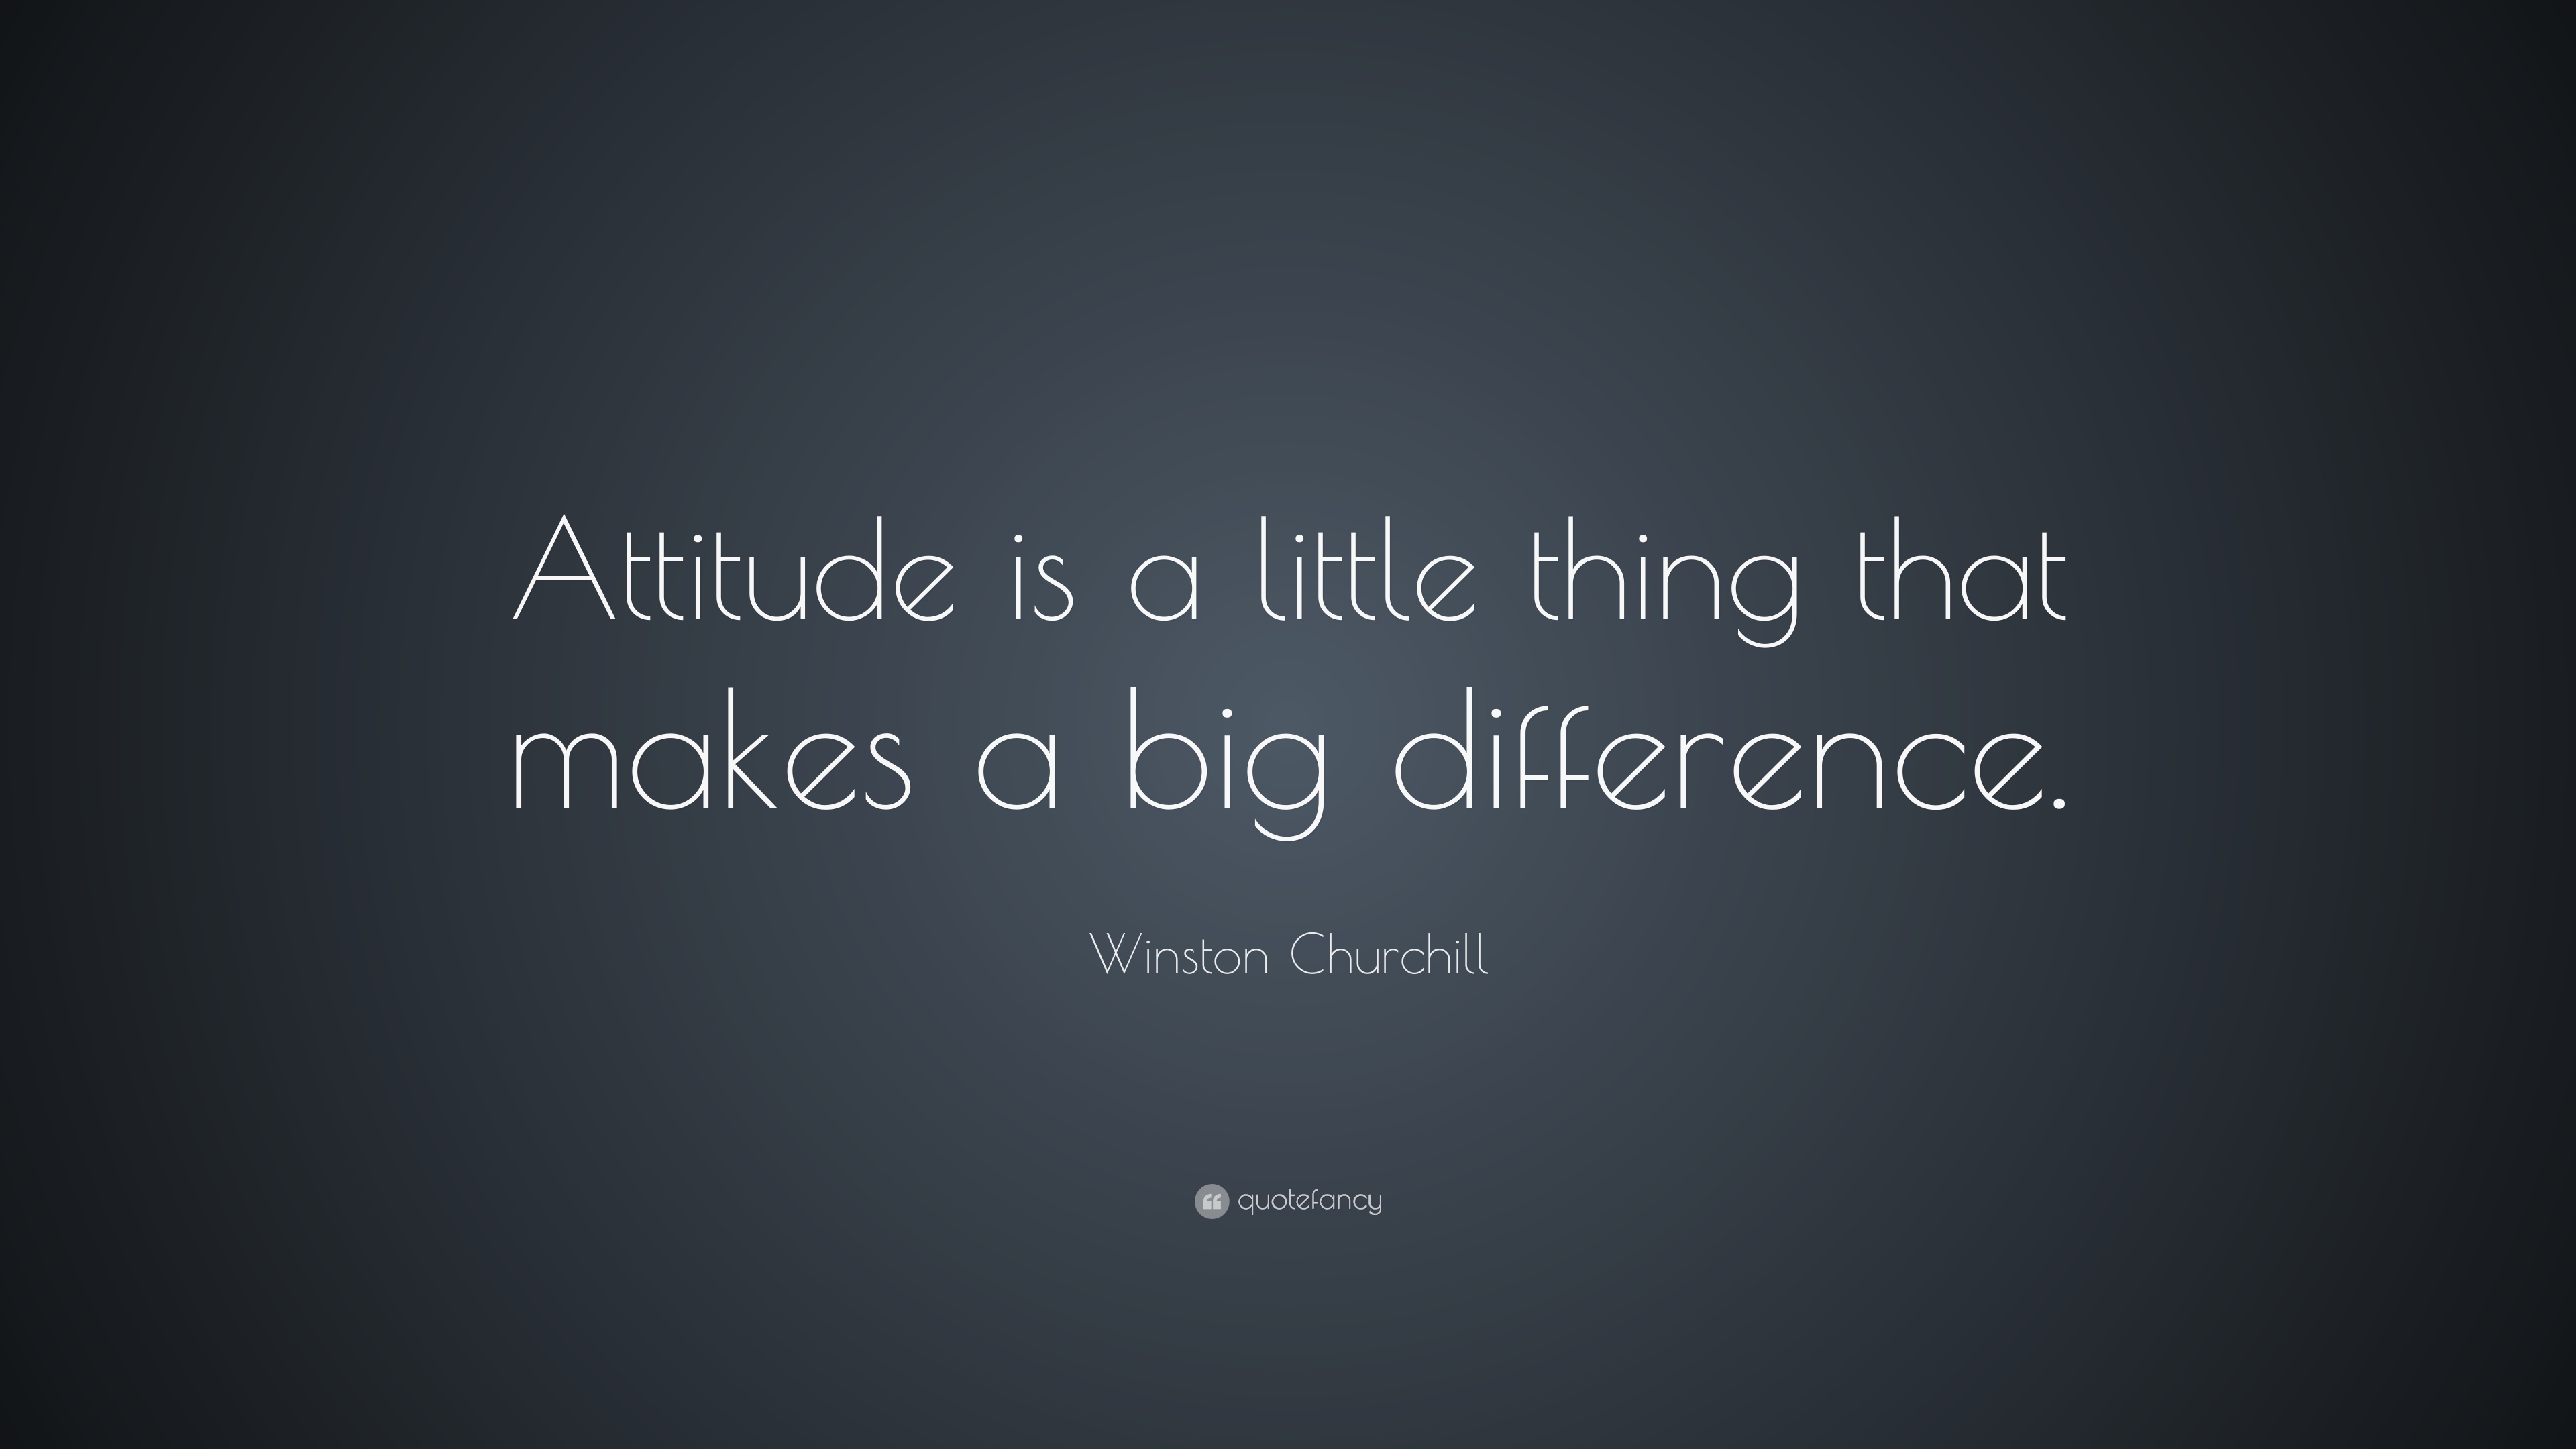 Attitude is a little thing that
makes a big difference.
Winston Churchill
quotefancy